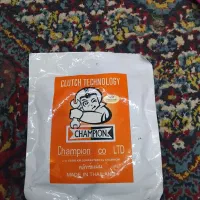 CLUTCH TECHNOLOGY
CHAMPION
Champion co LTD
MADE IN THAILAND